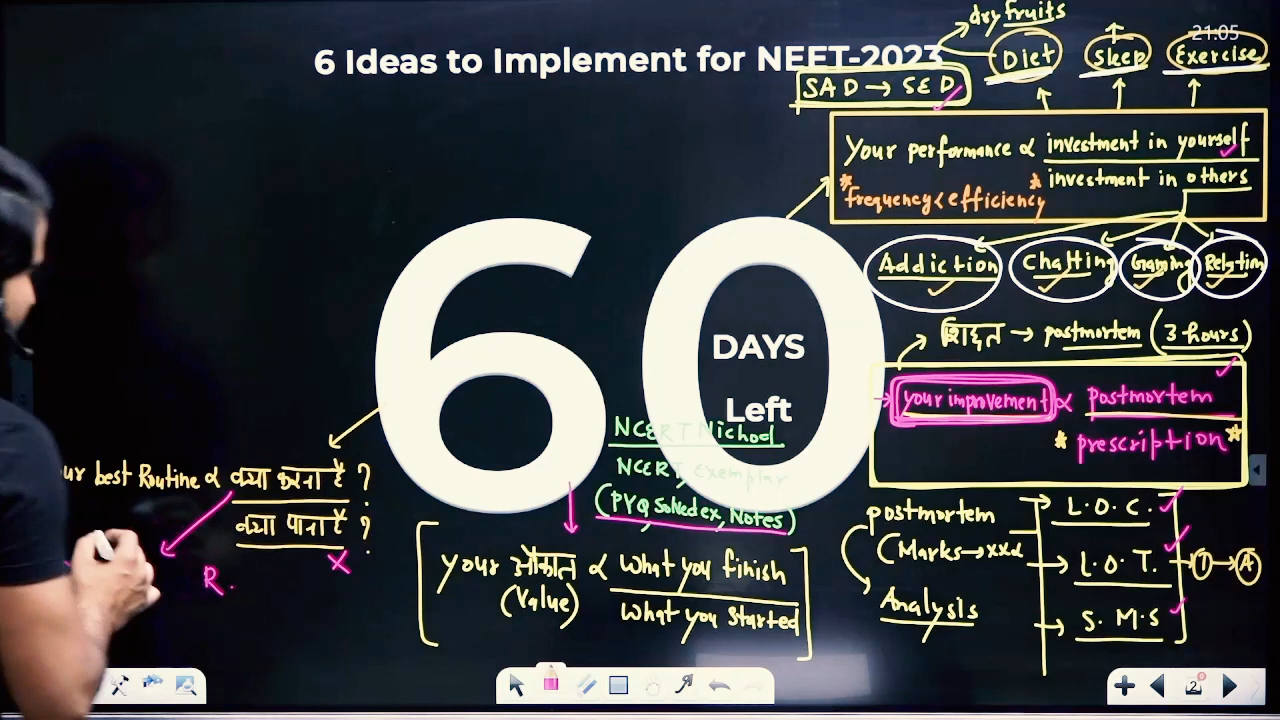 21:05
dry fruits
6 Ideas to Implement for NEET-2023
Diet Sleep Exercise
SAD → SED
Your performance ∝ investment in yourself
investment in others
*frequency < efficiency*
Addiction Chatting Gaming Relation
→ postmortem (3 hours)
60
DAYS
Left
your improvement ∝ postmortem
* prescription *
NCERT Nichod
NCERT, Exemplar
(PYQ, Solved ex, Notes)
ur best Routine ∝ क्या करना है ?
क्या पाना है ?
R. X
your औकात ∝ what you finish
(value) what you started
postmortem
(Marks → xxx
Analysis
L.O.C.
L.O.T. T → A
S.M.S
2